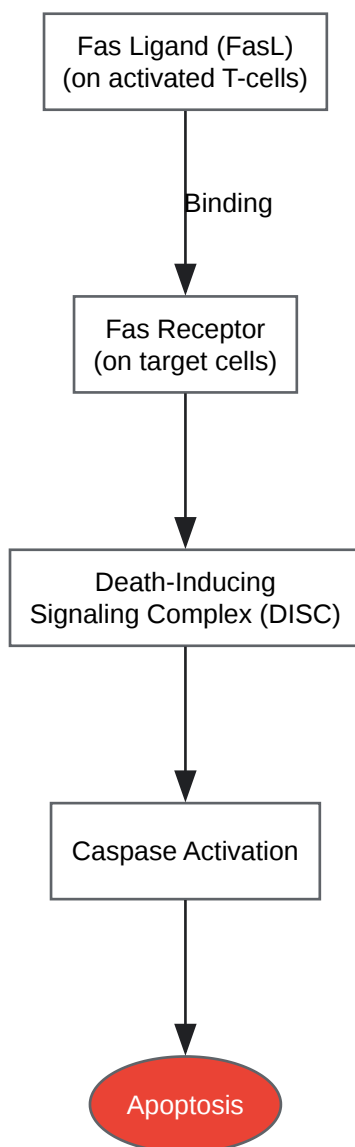 Fas Ligand (FasL)
(on activated T-cells)
Binding
Fas Receptor
(on target cells)
Death-Inducing
Signaling Complex (DISC)
Caspase Activation
Apoptosis